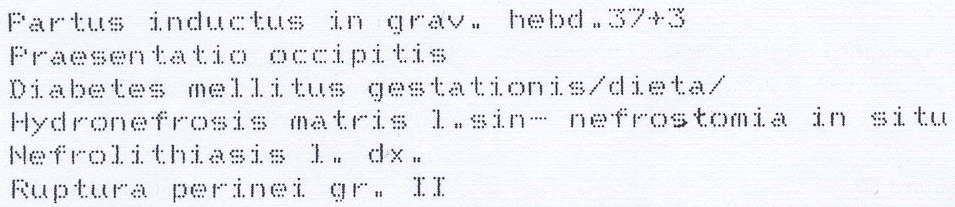 Partus inductus in grav. hebd.37+3
Praesentatio occipitis
Diabetes mellitus gestationis/dieta/
Hydronefrosis matris l.sin- nefrostomia in situ
Nefrolithiasis l. dx.
Ruptura perinei gr. II